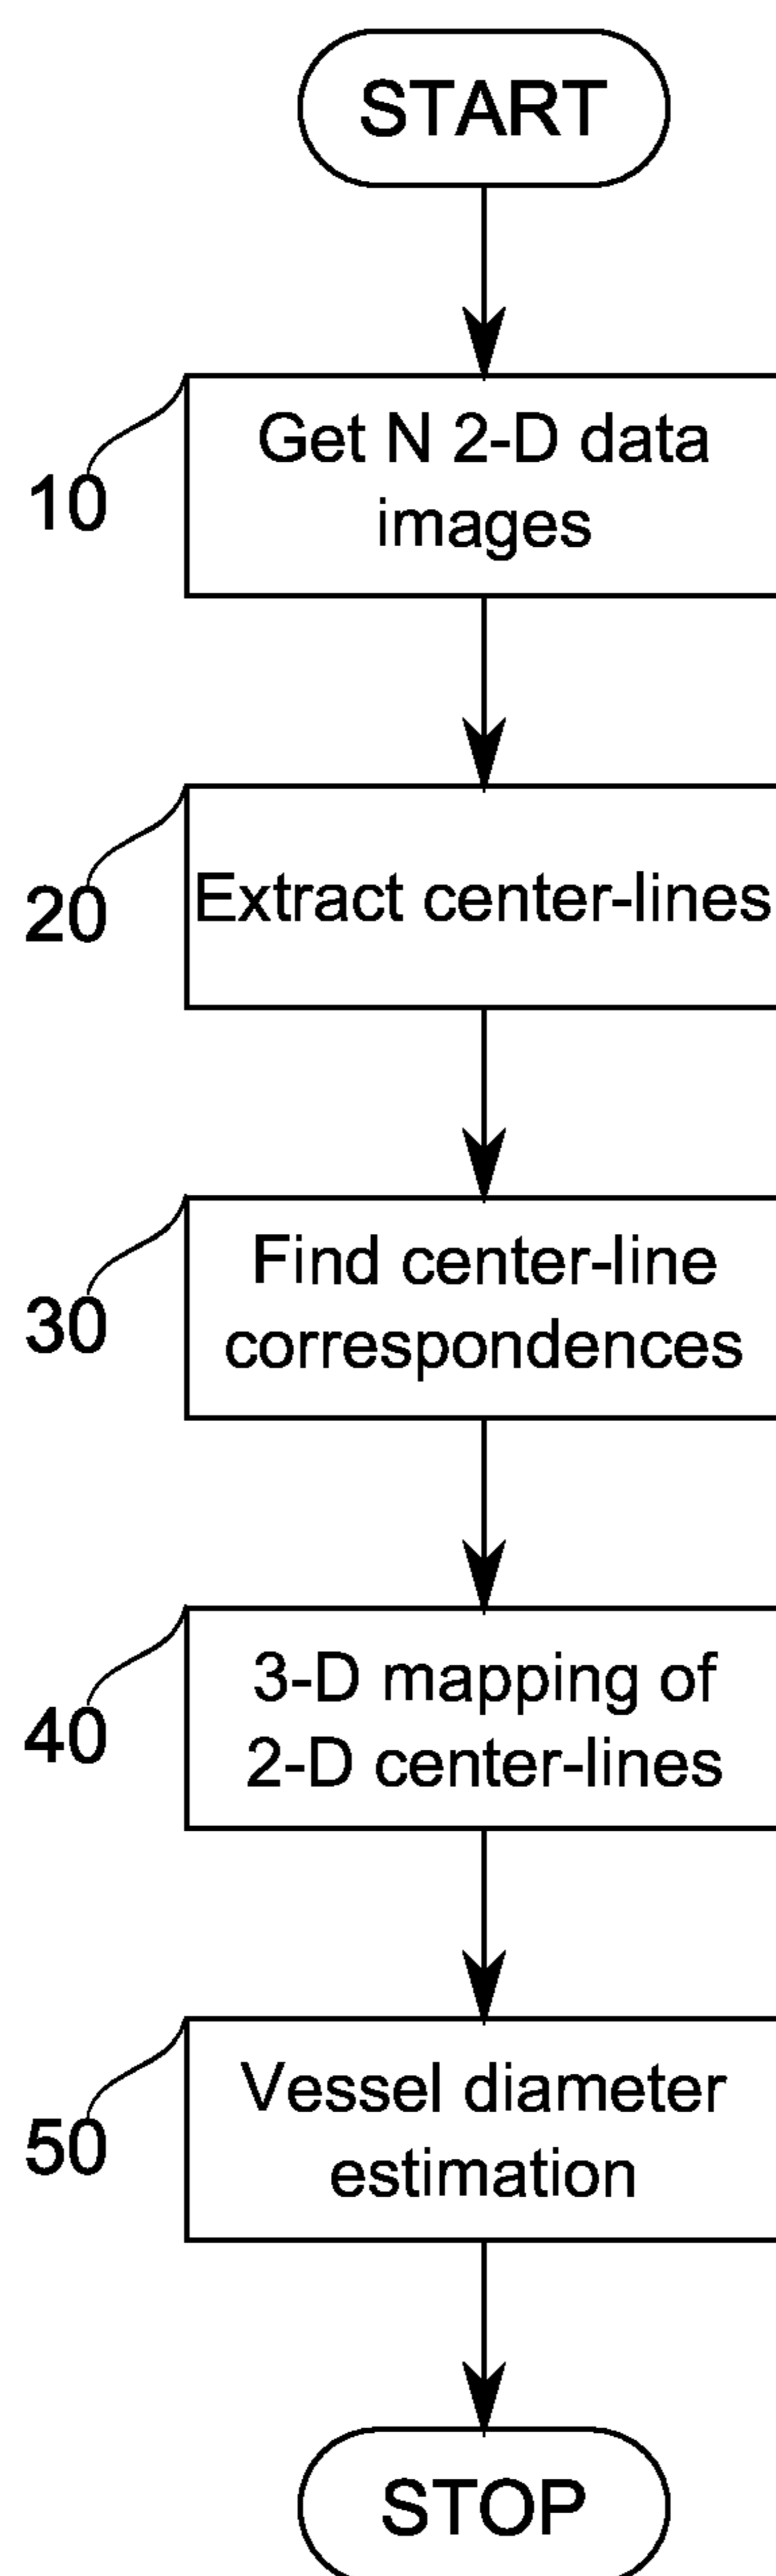 START
10
Get N 2-D data
images
20
Extract center-lines
30
Find center-line
correspondences
40
3-D mapping of
2-D center-lines
50
Vessel diameter
estimation
STOP